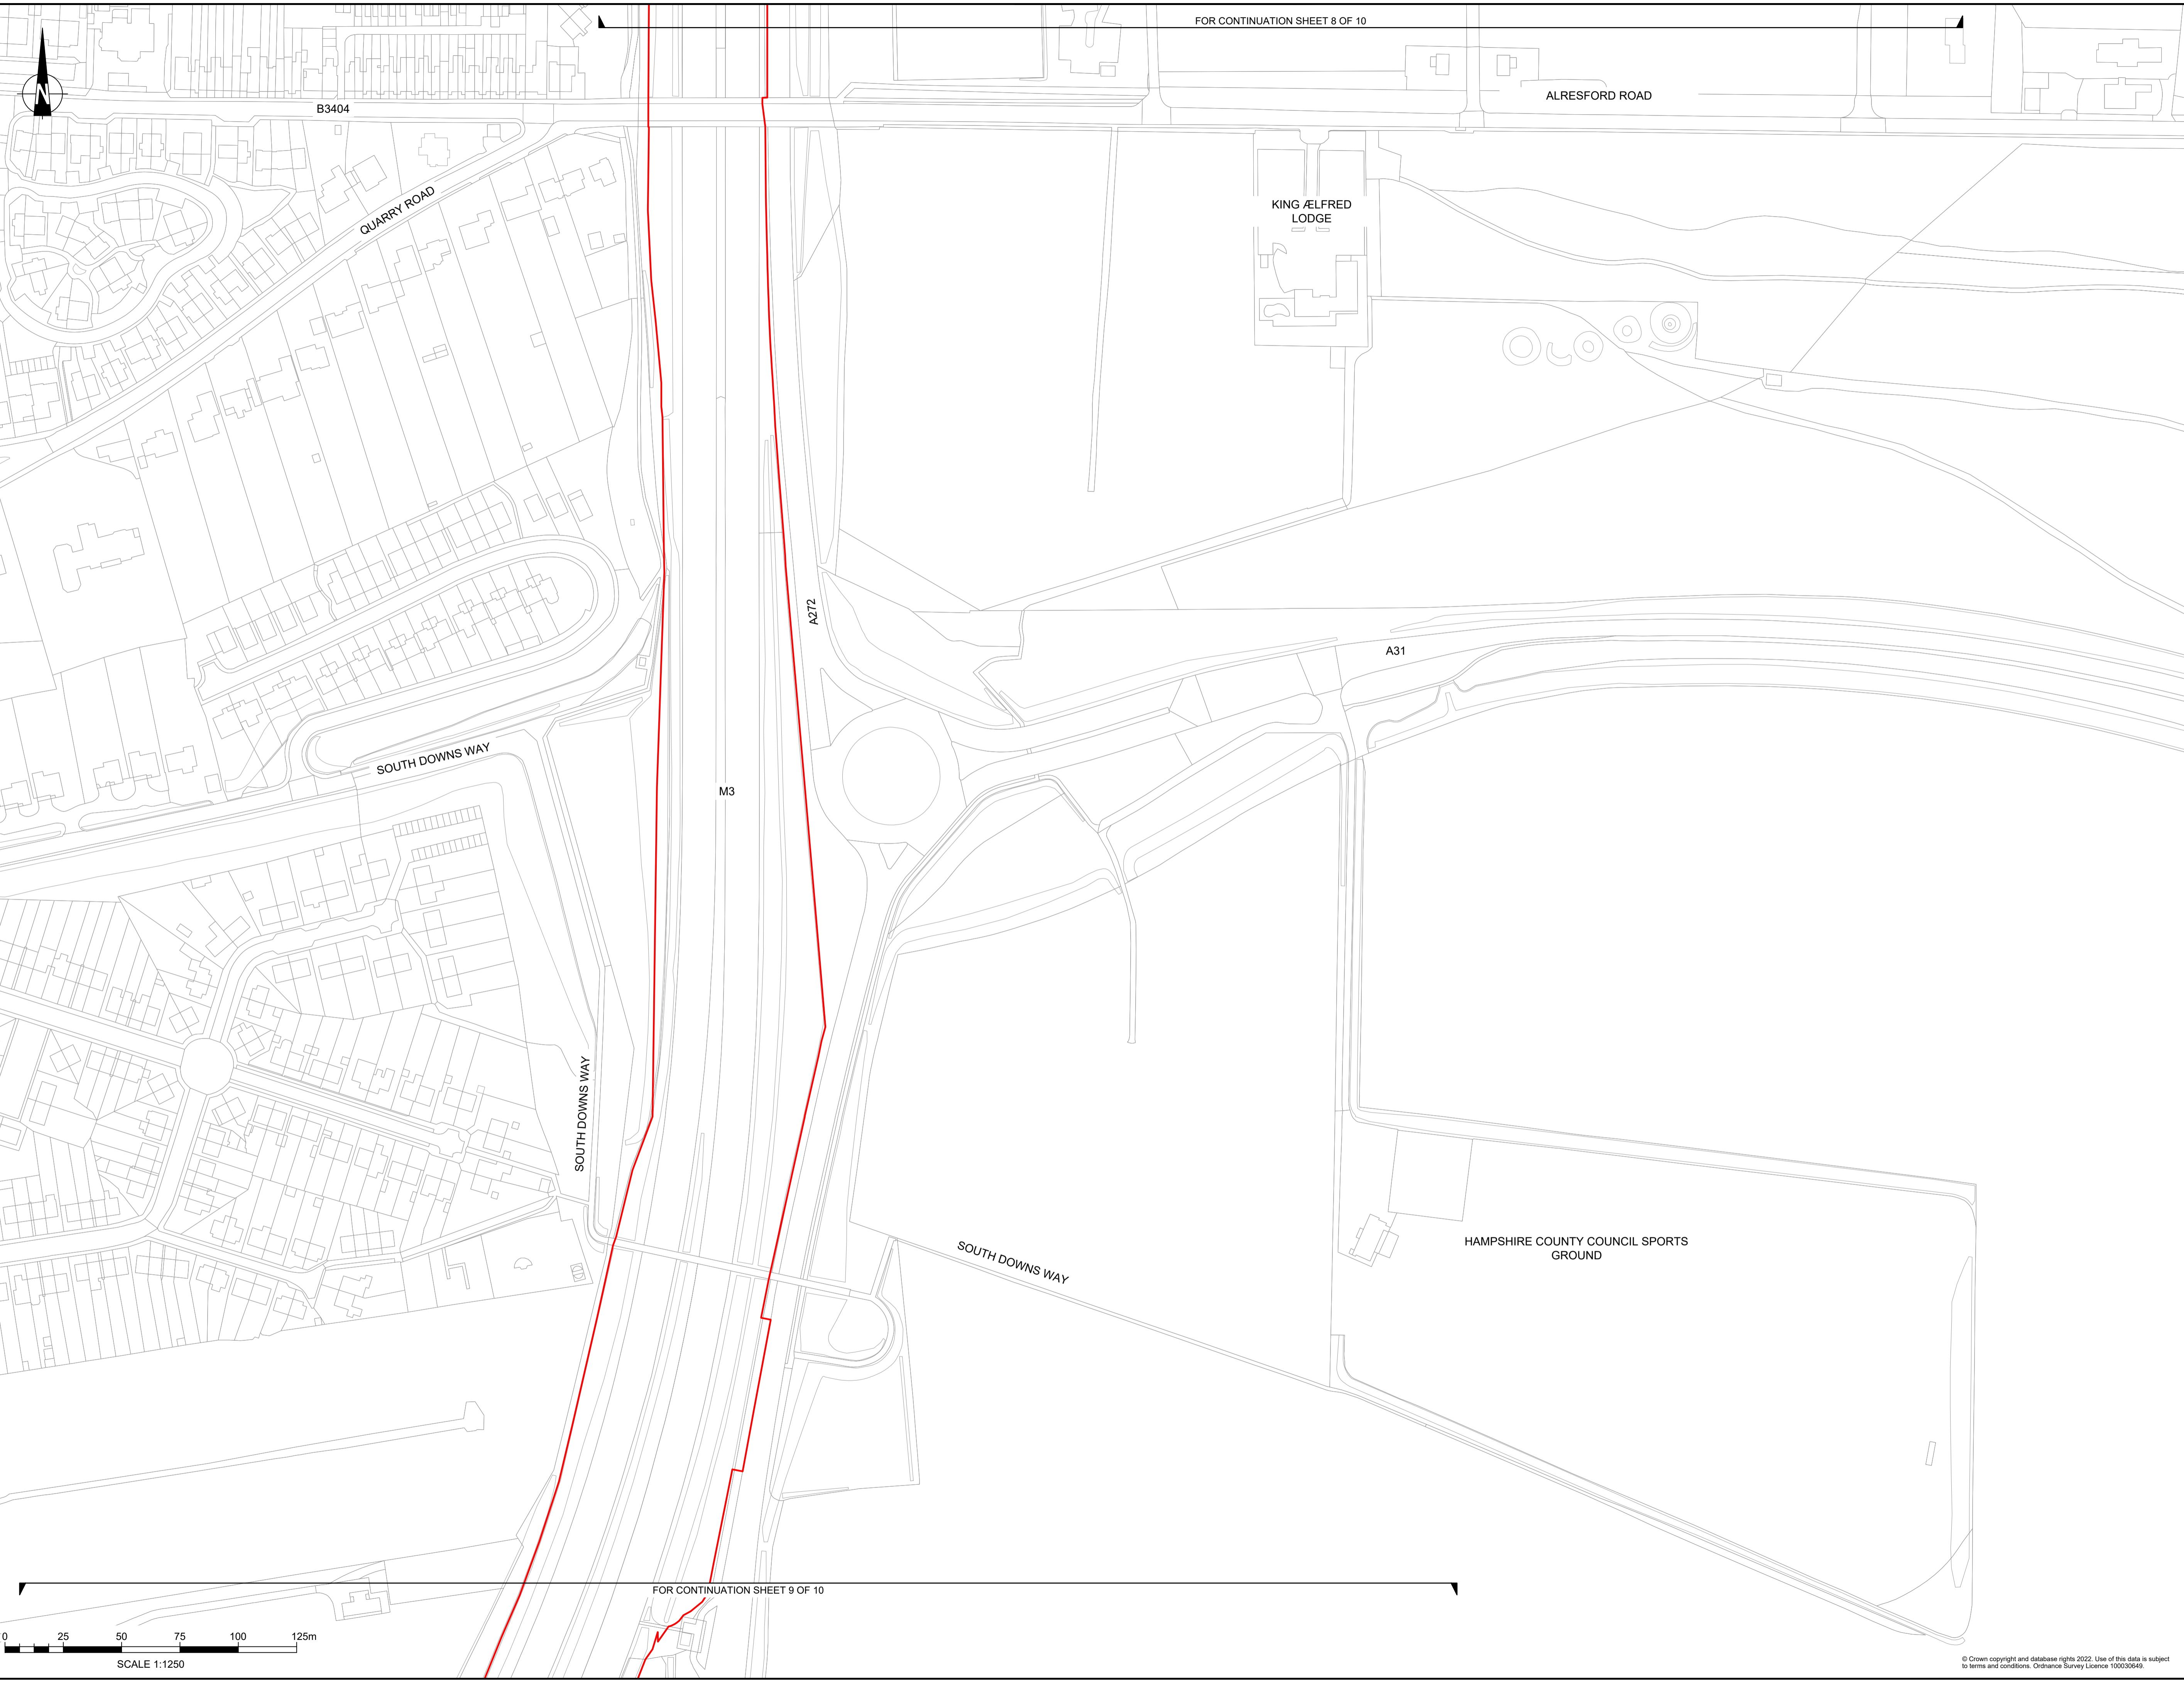 FOR CONTINUATION SHEET 8 OF 10
N
B3404
ALRESFORD ROAD
QUARRY ROAD
KING ÆLFRED
LODGE
A272
A31
SOUTH DOWNS WAY
M3
SOUTH DOWNS WAY
SOUTH DOWNS WAY
HAMPSHIRE COUNTY COUNCIL SPORTS
GROUND
FOR CONTINUATION SHEET 9 OF 10
0 25 50 75 100 125m
SCALE 1:1250
© Crown copyright and database rights 2022. Use of this data is subject
to terms and conditions. Ordnance Survey Licence 100030649.